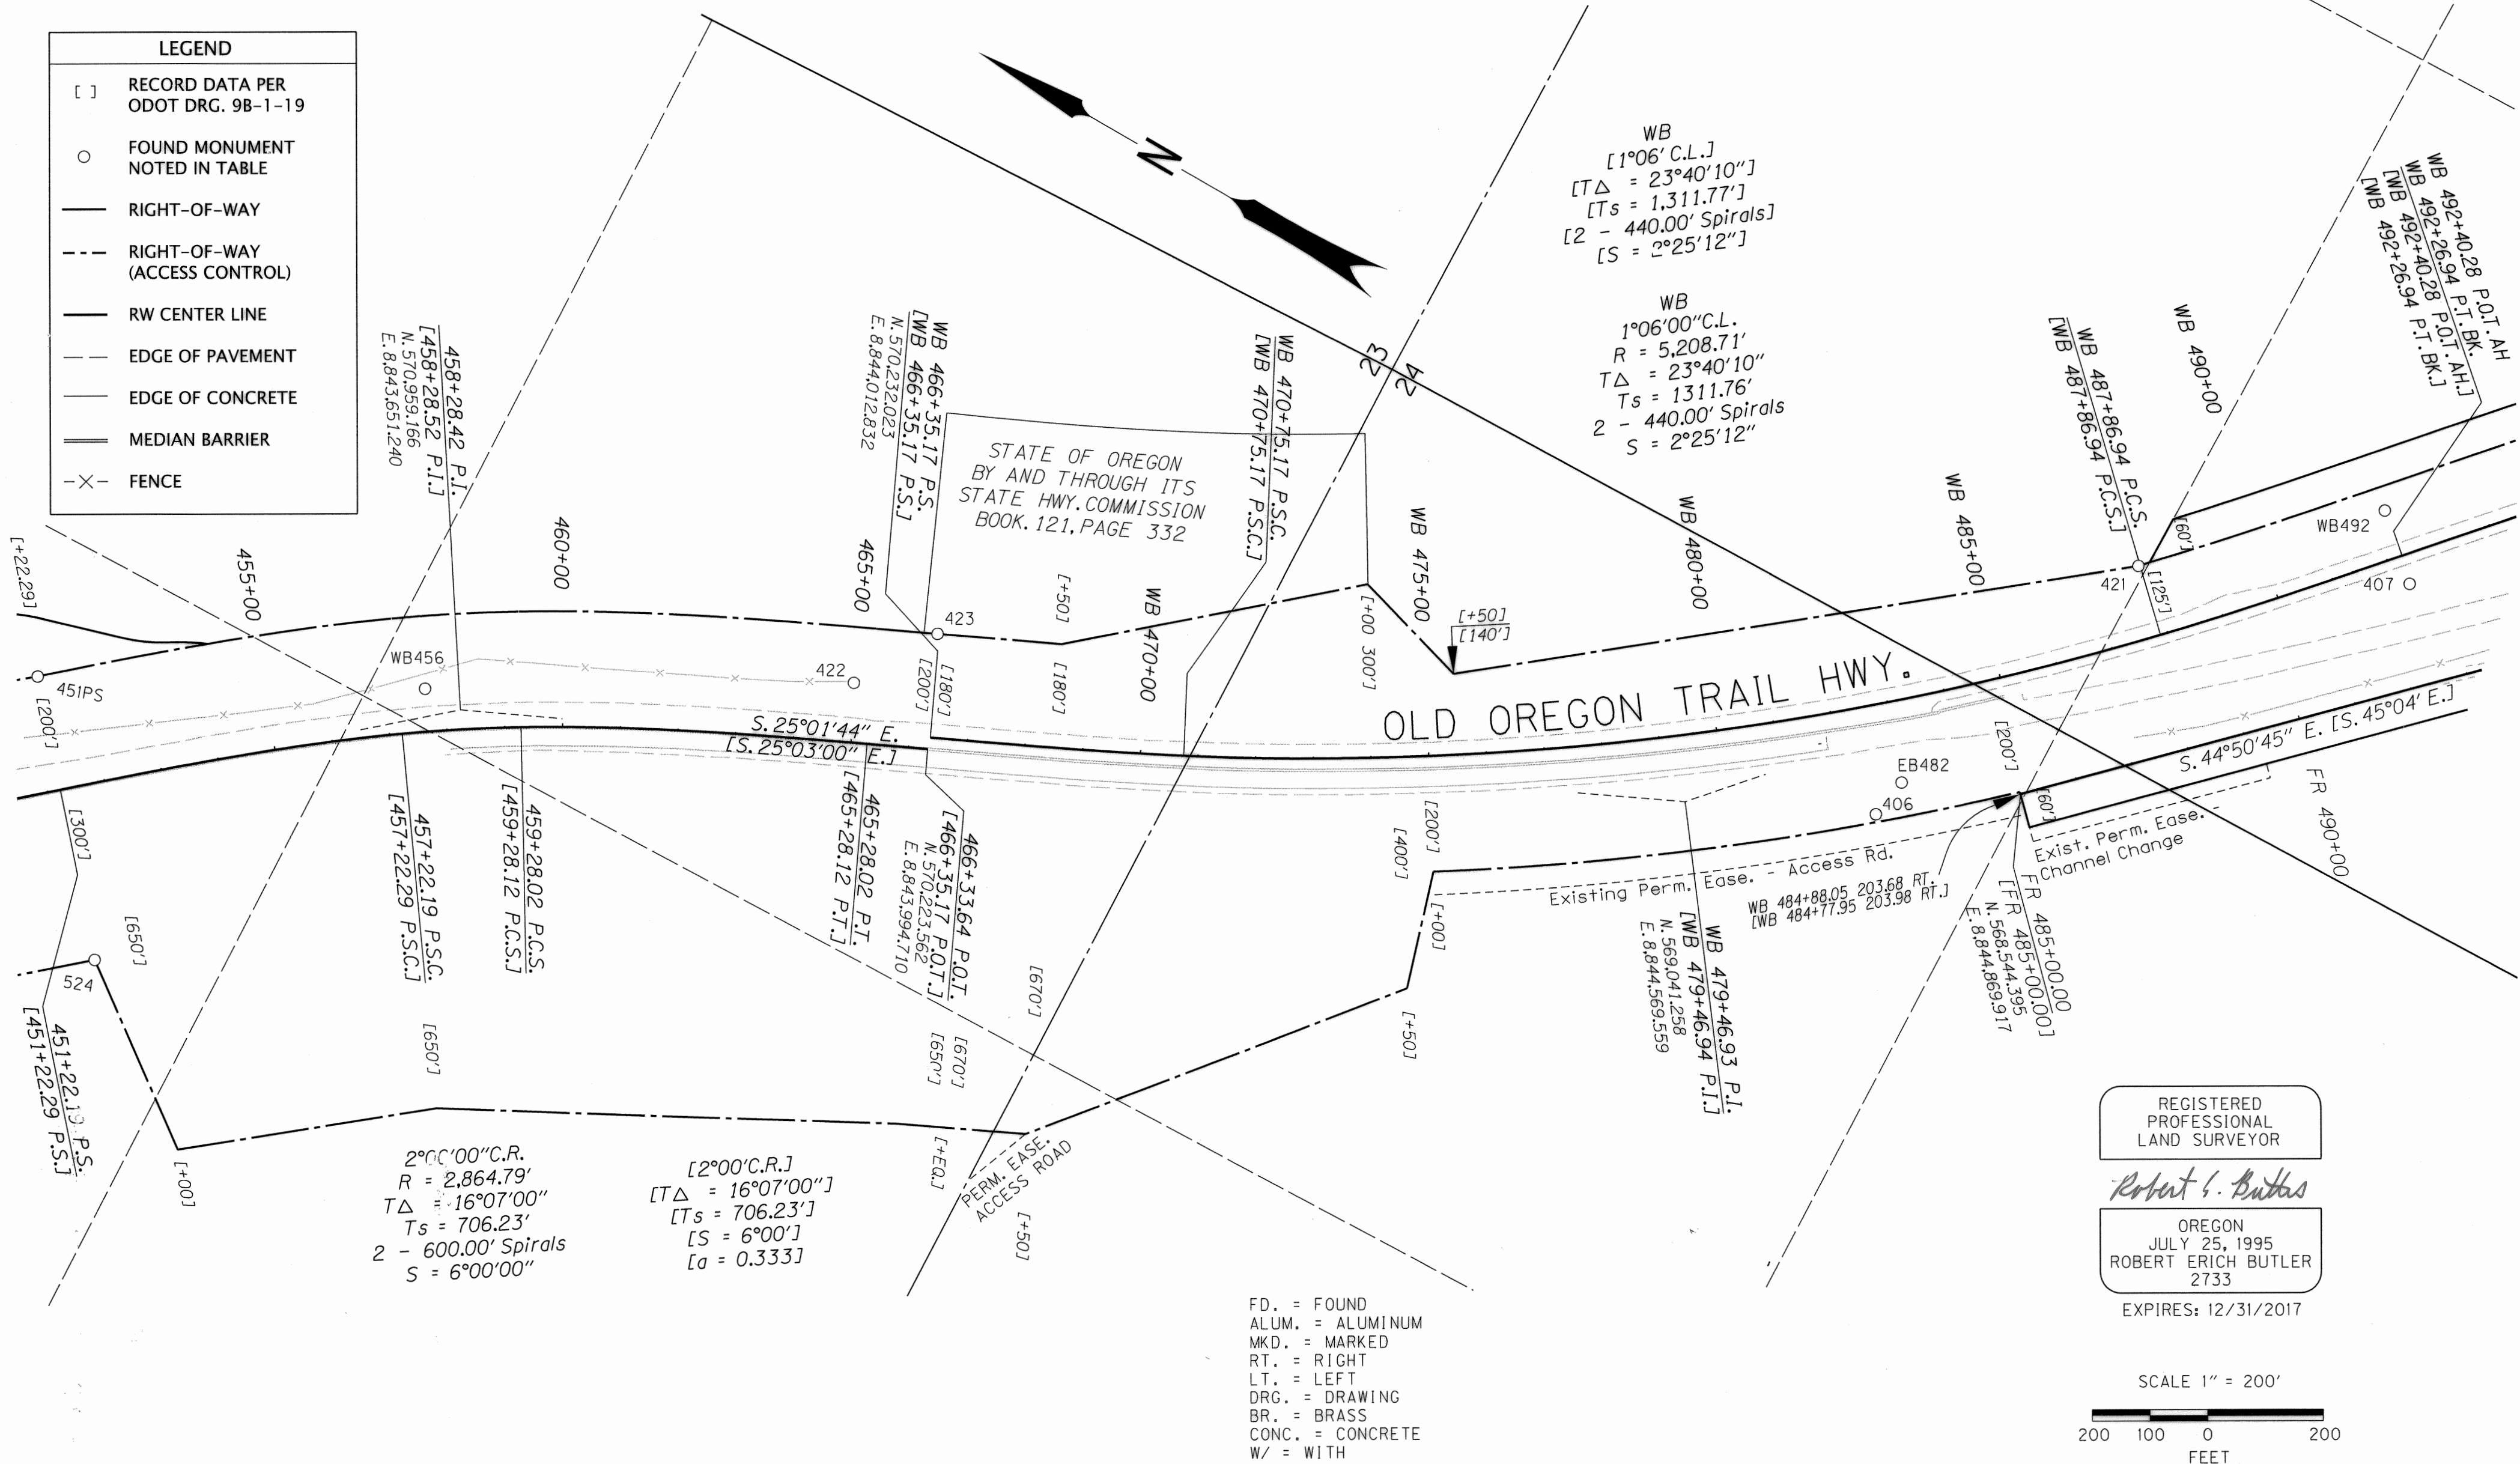 LEGEND
[ ] RECORD DATA PER
ODOT DRG. 9B-1-19
FOUND MONUMENT
NOTED IN TABLE
RIGHT-OF-WAY
RIGHT-OF-WAY
(ACCESS CONTROL)
RW CENTER LINE
EDGE OF PAVEMENT
EDGE OF CONCRETE
MEDIAN BARRIER
-X- FENCE
N
23
24
WB
[1°06' C.L.]
[T△ = 23°40'10"]
[Ts = 1,311.77']
[2 - 440.00' Spirals]
[S = 2°25'12"]
WB
1°06'00"C.L.
R = 5,208.71'
T△ = 23°40'10"
Ts = 1311.76'
2 - 440.00' Spirals
S = 2°25'12"
WB 492+40.28 P.O.T. AH
WB 492+26.94 P.T. BK.
[WB 492+40.28 P.O.T. AH.]
[WB 492+26.94 P.T. BK.]
WB 490+00
WB 487+86.94 P.C.S.
[WB 487+86.94 P.C.S.]
458+28.42 P.I.
[458+28.52 P.I.]
N. 570,959.166
E. 8,843,651.240
WB 466+35.17 P.S.
[WB 466+35.17 P.S.]
N. 570,232.023
E. 8,844,012.832
WB 470+75.17 P.S.C.
[WB 470+75.17 P.S.C.]
STATE OF OREGON
BY AND THROUGH ITS
STATE HWY. COMMISSION
BOOK. 121, PAGE 332
[+22.29]
455+00
460+00
465+00
[+50]
WB 470+00
WB 475+00
WB 480+00
WB 485+00
[+00 300']
[+50]
[140']
[60']
[125']
421
WB492
407
423
422
WB456
451PS
[200']
[200']
[180']
[180']
OLD OREGON TRAIL HWY.
S. 25°01'44" E.
[S. 25°03'00" E.]
S. 44°50'45" E. [S. 45°04' E.]
[200']
EB482
406
[60']
FR 490+00
Exist. Perm. Ease.
Channel Change
Existing Perm. Ease. - Access Rd.
WB 484+88.05 203.68 RT.
[WB 484+77.95 203.98 RT.]
FR 485+00.00
[FR 485+00.00]
N. 568,544.395
E. 8,844,869.917
WB 479+46.93 P.I.
[WB 479+46.94 P.I.]
N. 569,041.258
E. 8,844,569.559
[200']
[400']
[+00]
[+50]
[300']
[650']
524
451+22.19 P.S.
[451+22.29 P.S.]
457+22.19 P.S.C.
[457+22.29 P.S.C.]
459+28.02 P.C.S.
[459+28.12 P.C.S.]
465+28.02 P.T.
[465+28.12 P.T.]
466+33.64 P.O.T.
[466+35.17 P.O.T.]
N. 570,223.562
E. 8,843,994.710
[670']
[650']
[670']
[650']
[+00]
[+EQ.]
[+50]
PERM. EASE.
ACCESS ROAD
2°00'00"C.R.
R = 2,864.79'
T△ = 16°07'00"
Ts = 706.23'
2 - 600.00' Spirals
S = 6°00'00"
[2°00'C.R.]
[T△ = 16°07'00"]
[Ts = 706.23']
[S = 6°00']
[a = 0.333]
FD. = FOUND
ALUM. = ALUMINUM
MKD. = MARKED
RT. = RIGHT
LT. = LEFT
DRG. = DRAWING
BR. = BRASS
CONC. = CONCRETE
W/ = WITH
REGISTERED
PROFESSIONAL
LAND SURVEYOR
OREGON
JULY 25, 1995
ROBERT ERICH BUTLER
2733
EXPIRES: 12/31/2017
SCALE 1" = 200'
200 100 0 200
FEET